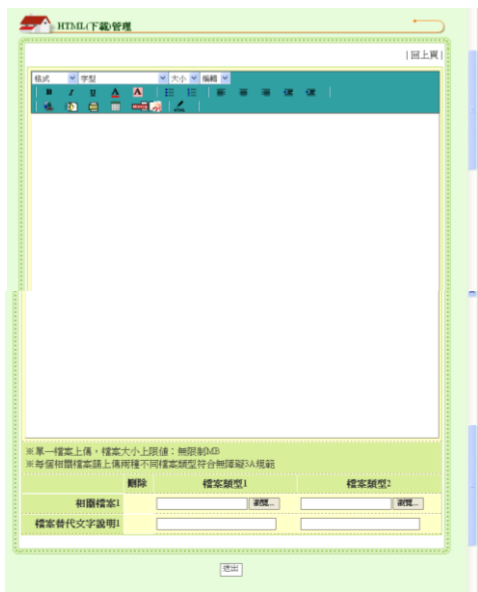 HTML(下載)管理
|回上頁|
格式 字型 大小 編輯
B I U A A
※單一檔案上傳，檔案大小上限值：無限制MB
※每個相關檔案請上傳兩種不同檔案類型符合無障礙3A規範
刪除 檔案類型1 檔案類型2
相關檔案1 瀏覽... 瀏覽...
檔案替代文字說明1
送出